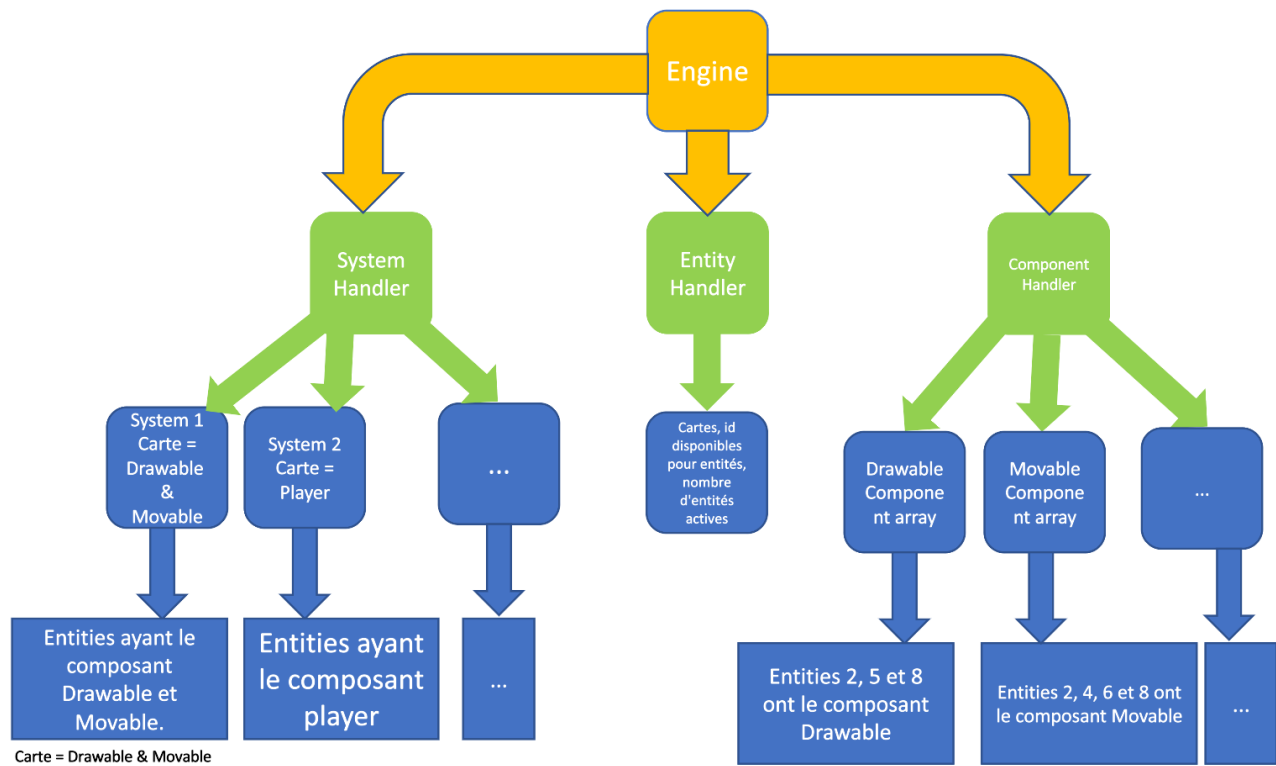 Engine
System
Handler
Entity
Handler
Component
Handler
System 1
Carte =
Drawable
&
Movable
System 2
Carte =
Player
...
Cartes, id
disponibles
pour entités,
nombre
d'entités
actives
Drawable
Compone
nt array
Movable
Compone
nt array
...
Entities ayant le
composant
Drawable et
Movable.
Entities ayant
le composant
player
...
Entities 2, 5 et 8
ont le composant
Drawable
Entities 2, 4, 6 et 8 ont
le composant Movable
...
Carte = Drawable & Movable